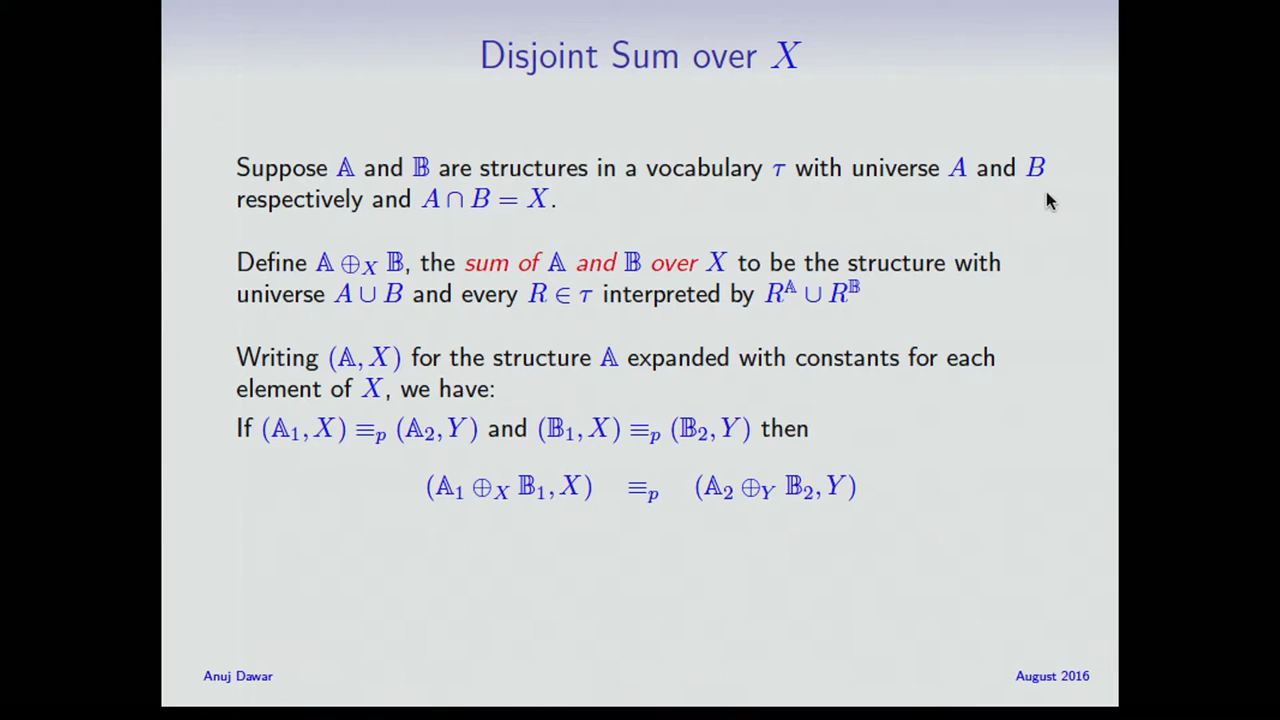 Disjoint Sum over X
Suppose 𝔸 and 𝔹 are structures in a vocabulary τ with universe A and B
respectively and A ∩ B = X.
Define 𝔸 ⊕_X 𝔹, the sum of 𝔸 and 𝔹 over X to be the structure with
universe A ∪ B and every R ∈ τ interpreted by R^𝔸 ∪ R^𝔹
Writing (𝔸, X) for the structure 𝔸 expanded with constants for each
element of X, we have:
If (𝔸₁, X) ≡_p (𝔸₂, Y) and (𝔹₁, X) ≡_p (𝔹₂, Y) then
(𝔸₁ ⊕_X 𝔹₁, X) ≡_p (𝔸₂ ⊕_Y 𝔹₂, Y)
Anuj Dawar August 2016